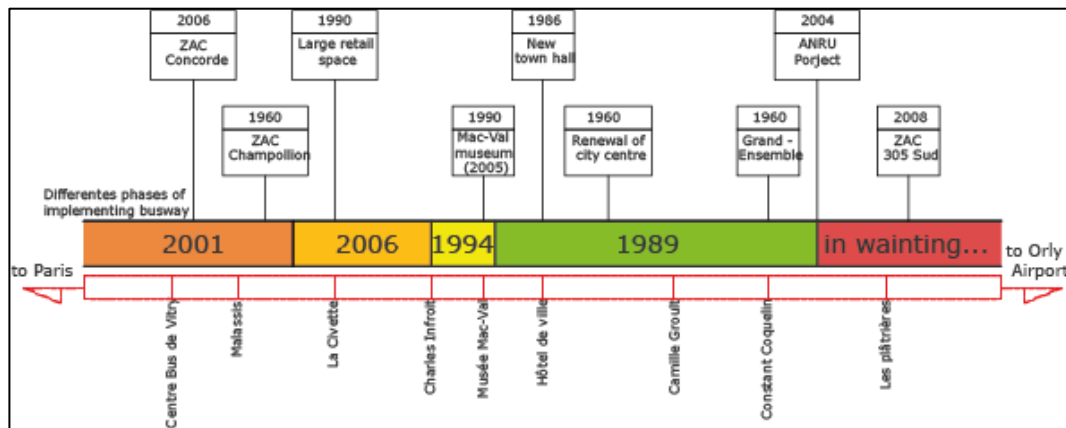 2006
ZAC
Concorde
1990
Large retail
space
1986
New
town hall
2004
ANRU
Porject
1960
ZAC
Champollion
1990
Mac-Val
museum
(2005)
1960
Renewal of
city centre
1960
Grand -
Ensemble
2008
ZAC
305 Sud
Differentes phases of
implementing busway
2001
2006
1994
1989
in wainting...
to Paris
to Orly
Airport
Centre Bus de Vitry
Malassis
La Civette
Charles Infroit
Musée Mac-Val
Hôtel de ville
Camille Groult
Constant Coquelin
Les plâtrières